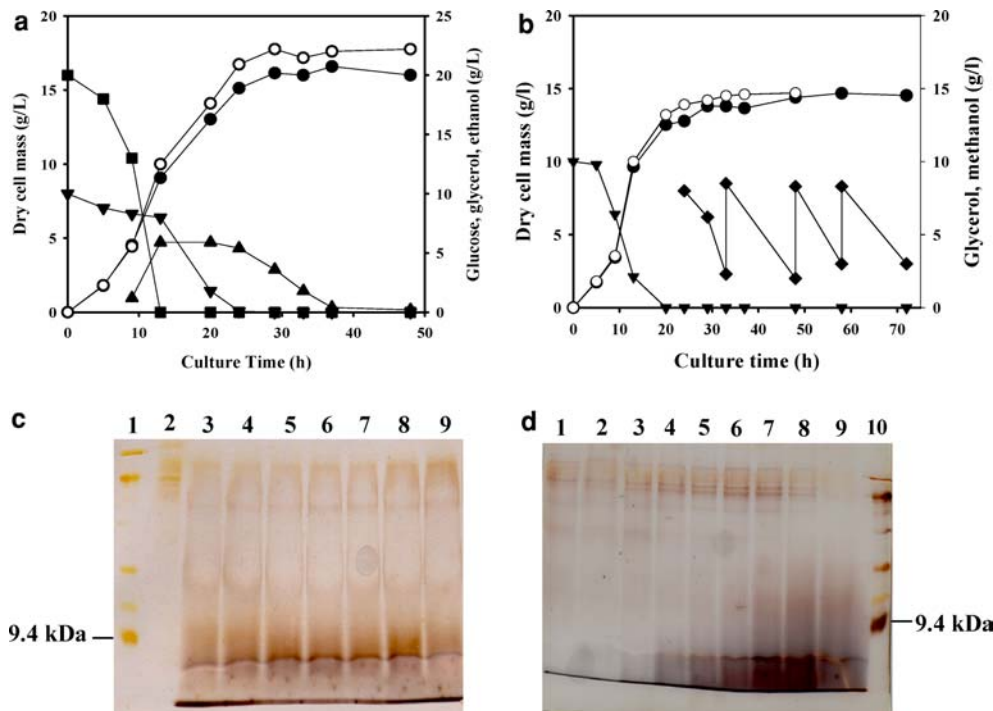 a
20
15
10
5
0
Dry cell mass (g/L)
25
20
15
10
5
0
Glucose, glycerol, ethanol (g/L)
0 10 20 30 40 50
Culture Time (h)
b
20
15
10
5
0
Dry cell mass (g/l)
20
15
10
5
0
Glycerol, methanol (g/l)
0 10 20 30 40 50 60 70
Culture time (h)
c
1 2 3 4 5 6 7 8 9
9.4 kDa
d
1 2 3 4 5 6 7 8 9 10
9.4 kDa